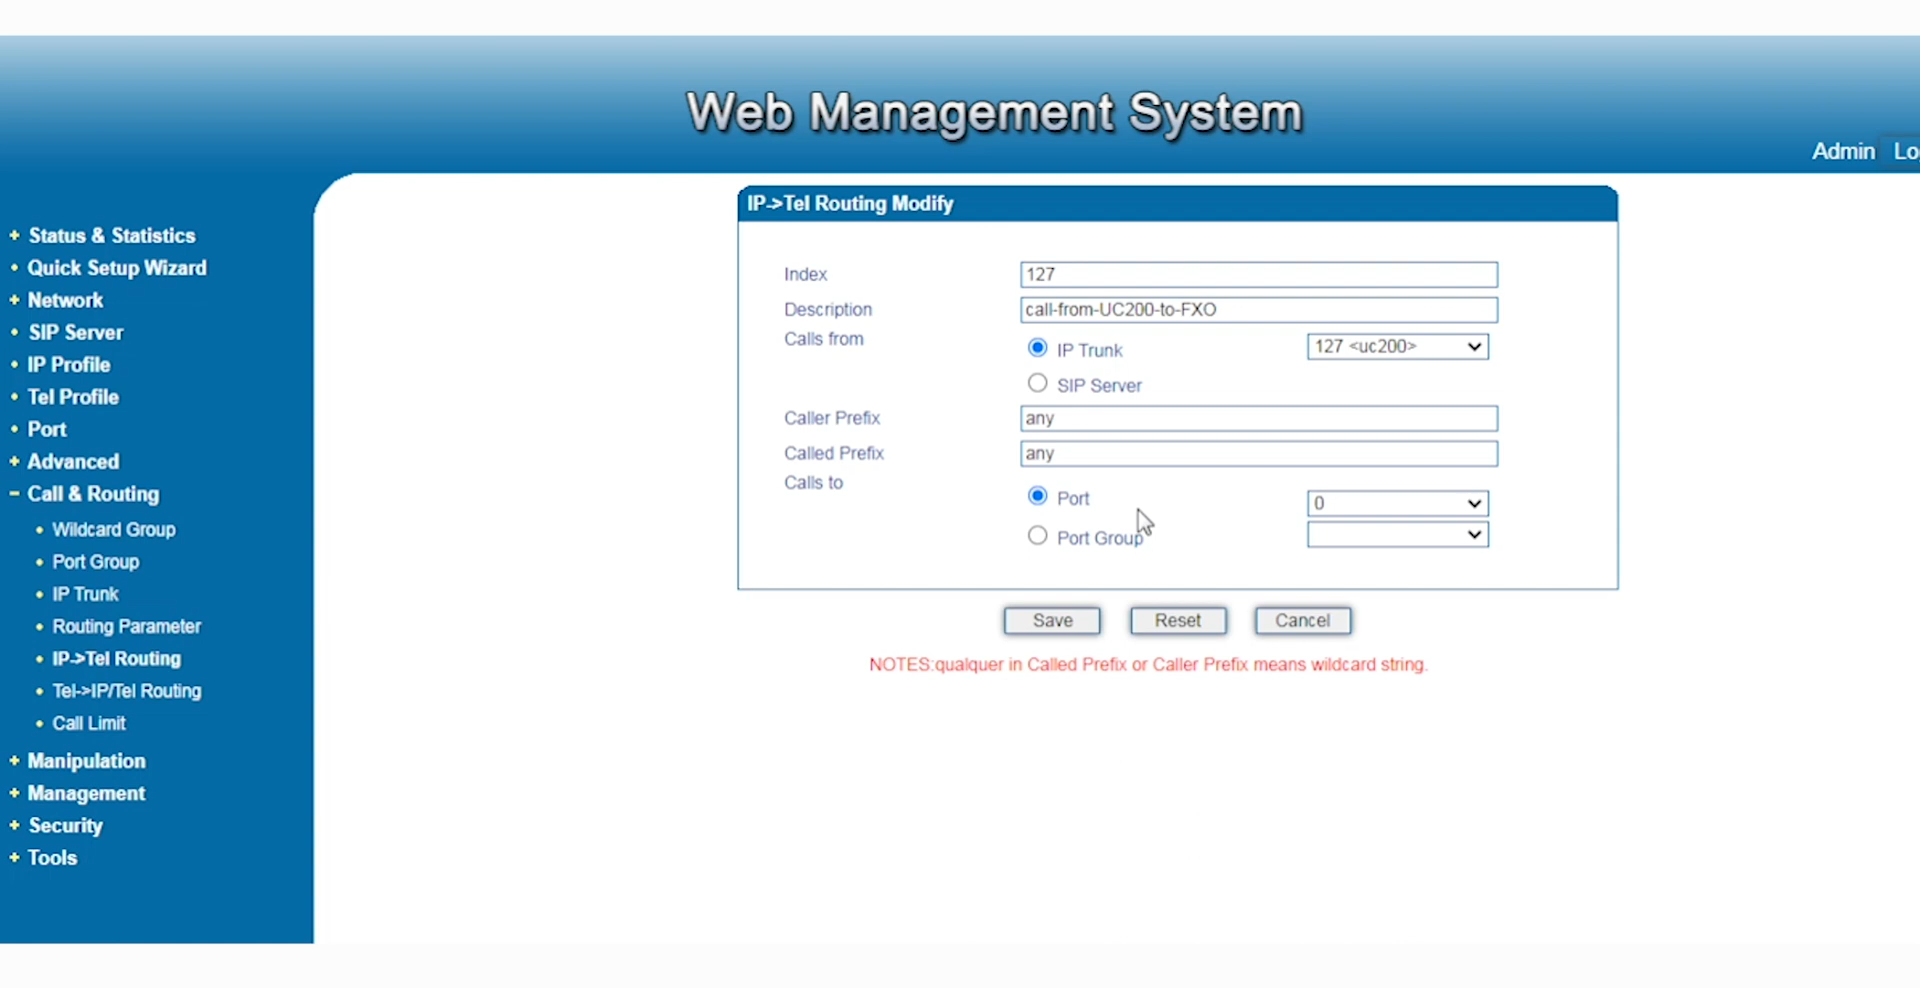 Web Management System
Admin Lo
+ Status & Statistics
• Quick Setup Wizard
+ Network
• SIP Server
• IP Profile
• Tel Profile
• Port
+ Advanced
− Call & Routing
• Wildcard Group
• Port Group
• IP Trunk
• Routing Parameter
• IP->Tel Routing
• Tel->IP/Tel Routing
• Call Limit
+ Manipulation
+ Management
+ Security
+ Tools
IP->Tel Routing Modify
Index 127
Description call-from-UC200-to-FXO
Calls from
IP Trunk 127 <uc200>
SIP Server
Caller Prefix any
Called Prefix any
Calls to
Port 0
Port Group
Save Reset Cancel
NOTES:qualquer in Called Prefix or Caller Prefix means wildcard string.